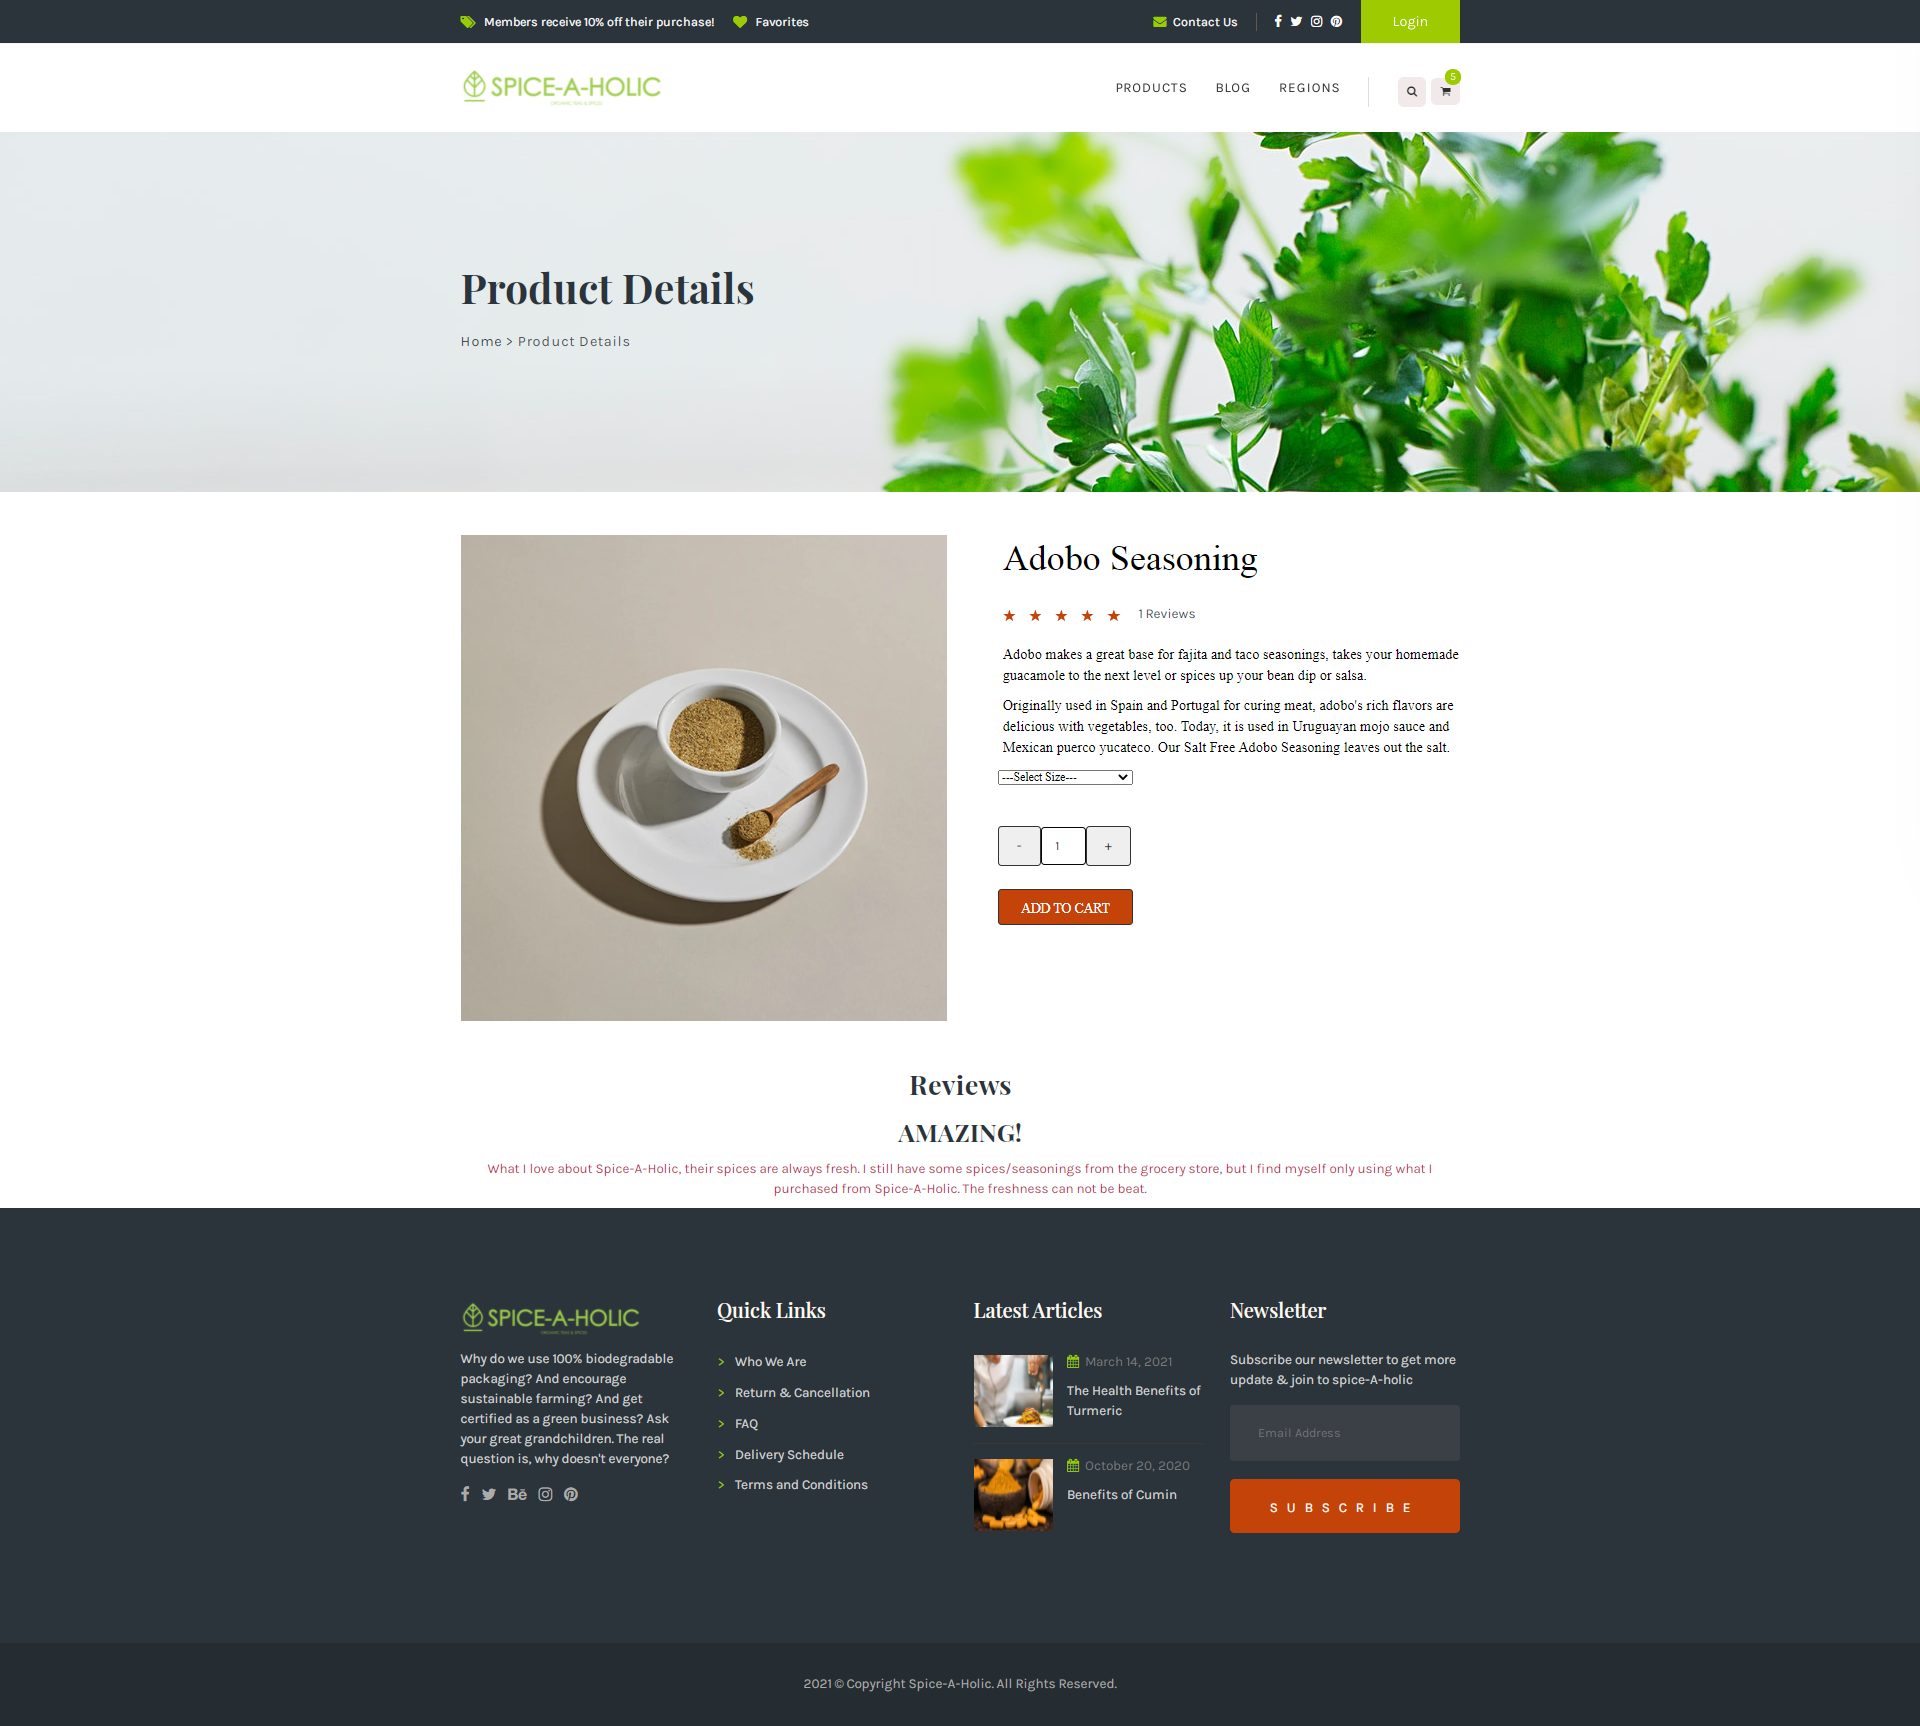 Members receive 10% off their purchase! Favorites Contact Us Login
SPICE-A-HOLIC
PRODUCTS BLOG REGIONS 5
Product Details
Home > Product Details
Adobo Seasoning
1 Reviews
Adobo makes a great base for fajita and taco seasonings, takes your homemade
guacamole to the next level or spices up your bean dip or salsa.
Originally used in Spain and Portugal for curing meat, adobo's rich flavors are
delicious with vegetables, too. Today, it is used in Uruguayan mojo sauce and
Mexican puerco yucateco. Our Salt Free Adobo Seasoning leaves out the salt.
---Select Size---
- 1 +
ADD TO CART
Reviews
AMAZING!
What I love about Spice-A-Holic, their spices are always fresh. I still have some spices/seasonings from the grocery store, but I find myself only using what I
purchased from Spice-A-Holic. The freshness can not be beat.
SPICE-A-HOLIC
Why do we use 100% biodegradable
packaging? And encourage
sustainable farming? And get
certified as a green business? Ask
your great grandchildren. The real
question is, why doesn't everyone?
Quick Links
> Who We Are
> Return & Cancellation
> FAQ
> Delivery Schedule
> Terms and Conditions
Latest Articles
March 14, 2021
The Health Benefits of
Turmeric
October 20, 2020
Benefits of Cumin
Newsletter
Subscribe our newsletter to get more
update & join to spice-A-holic
Email Address
SUBSCRIBE
2021 © Copyright Spice-A-Holic. All Rights Reserved.